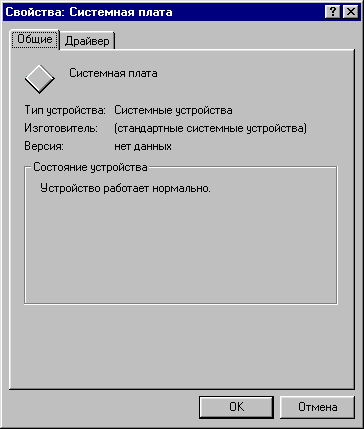 Свойства: Системная плата
Общие Драйвер
Системная плата
Тип устройства: Системные устройства
Изготовитель: (стандартные системные устройства)
Версия: нет данных
Состояние устройства
Устройство работает нормально.
OK Отмена